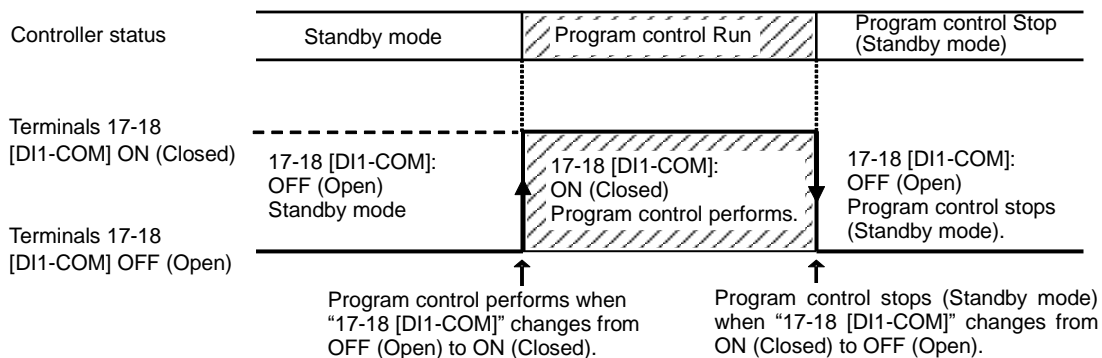 Controller status
Standby mode
Program control Run
Program control Stop
(Standby mode)
Terminals 17-18
[DI1-COM] ON (Closed)
17-18 [DI1-COM]:
OFF (Open)
Standby mode
17-18 [DI1-COM]:
ON (Closed)
Program control performs.
17-18 [DI1-COM]:
OFF (Open)
Program control stops
(Standby mode).
Terminals 17-18
[DI1-COM] OFF (Open)
Program control performs when
“17-18 [DI1-COM]” changes from
OFF (Open) to ON (Closed).
Program control stops (Standby mode)
when “17-18 [DI1-COM]” changes from
ON (Closed) to OFF (Open).